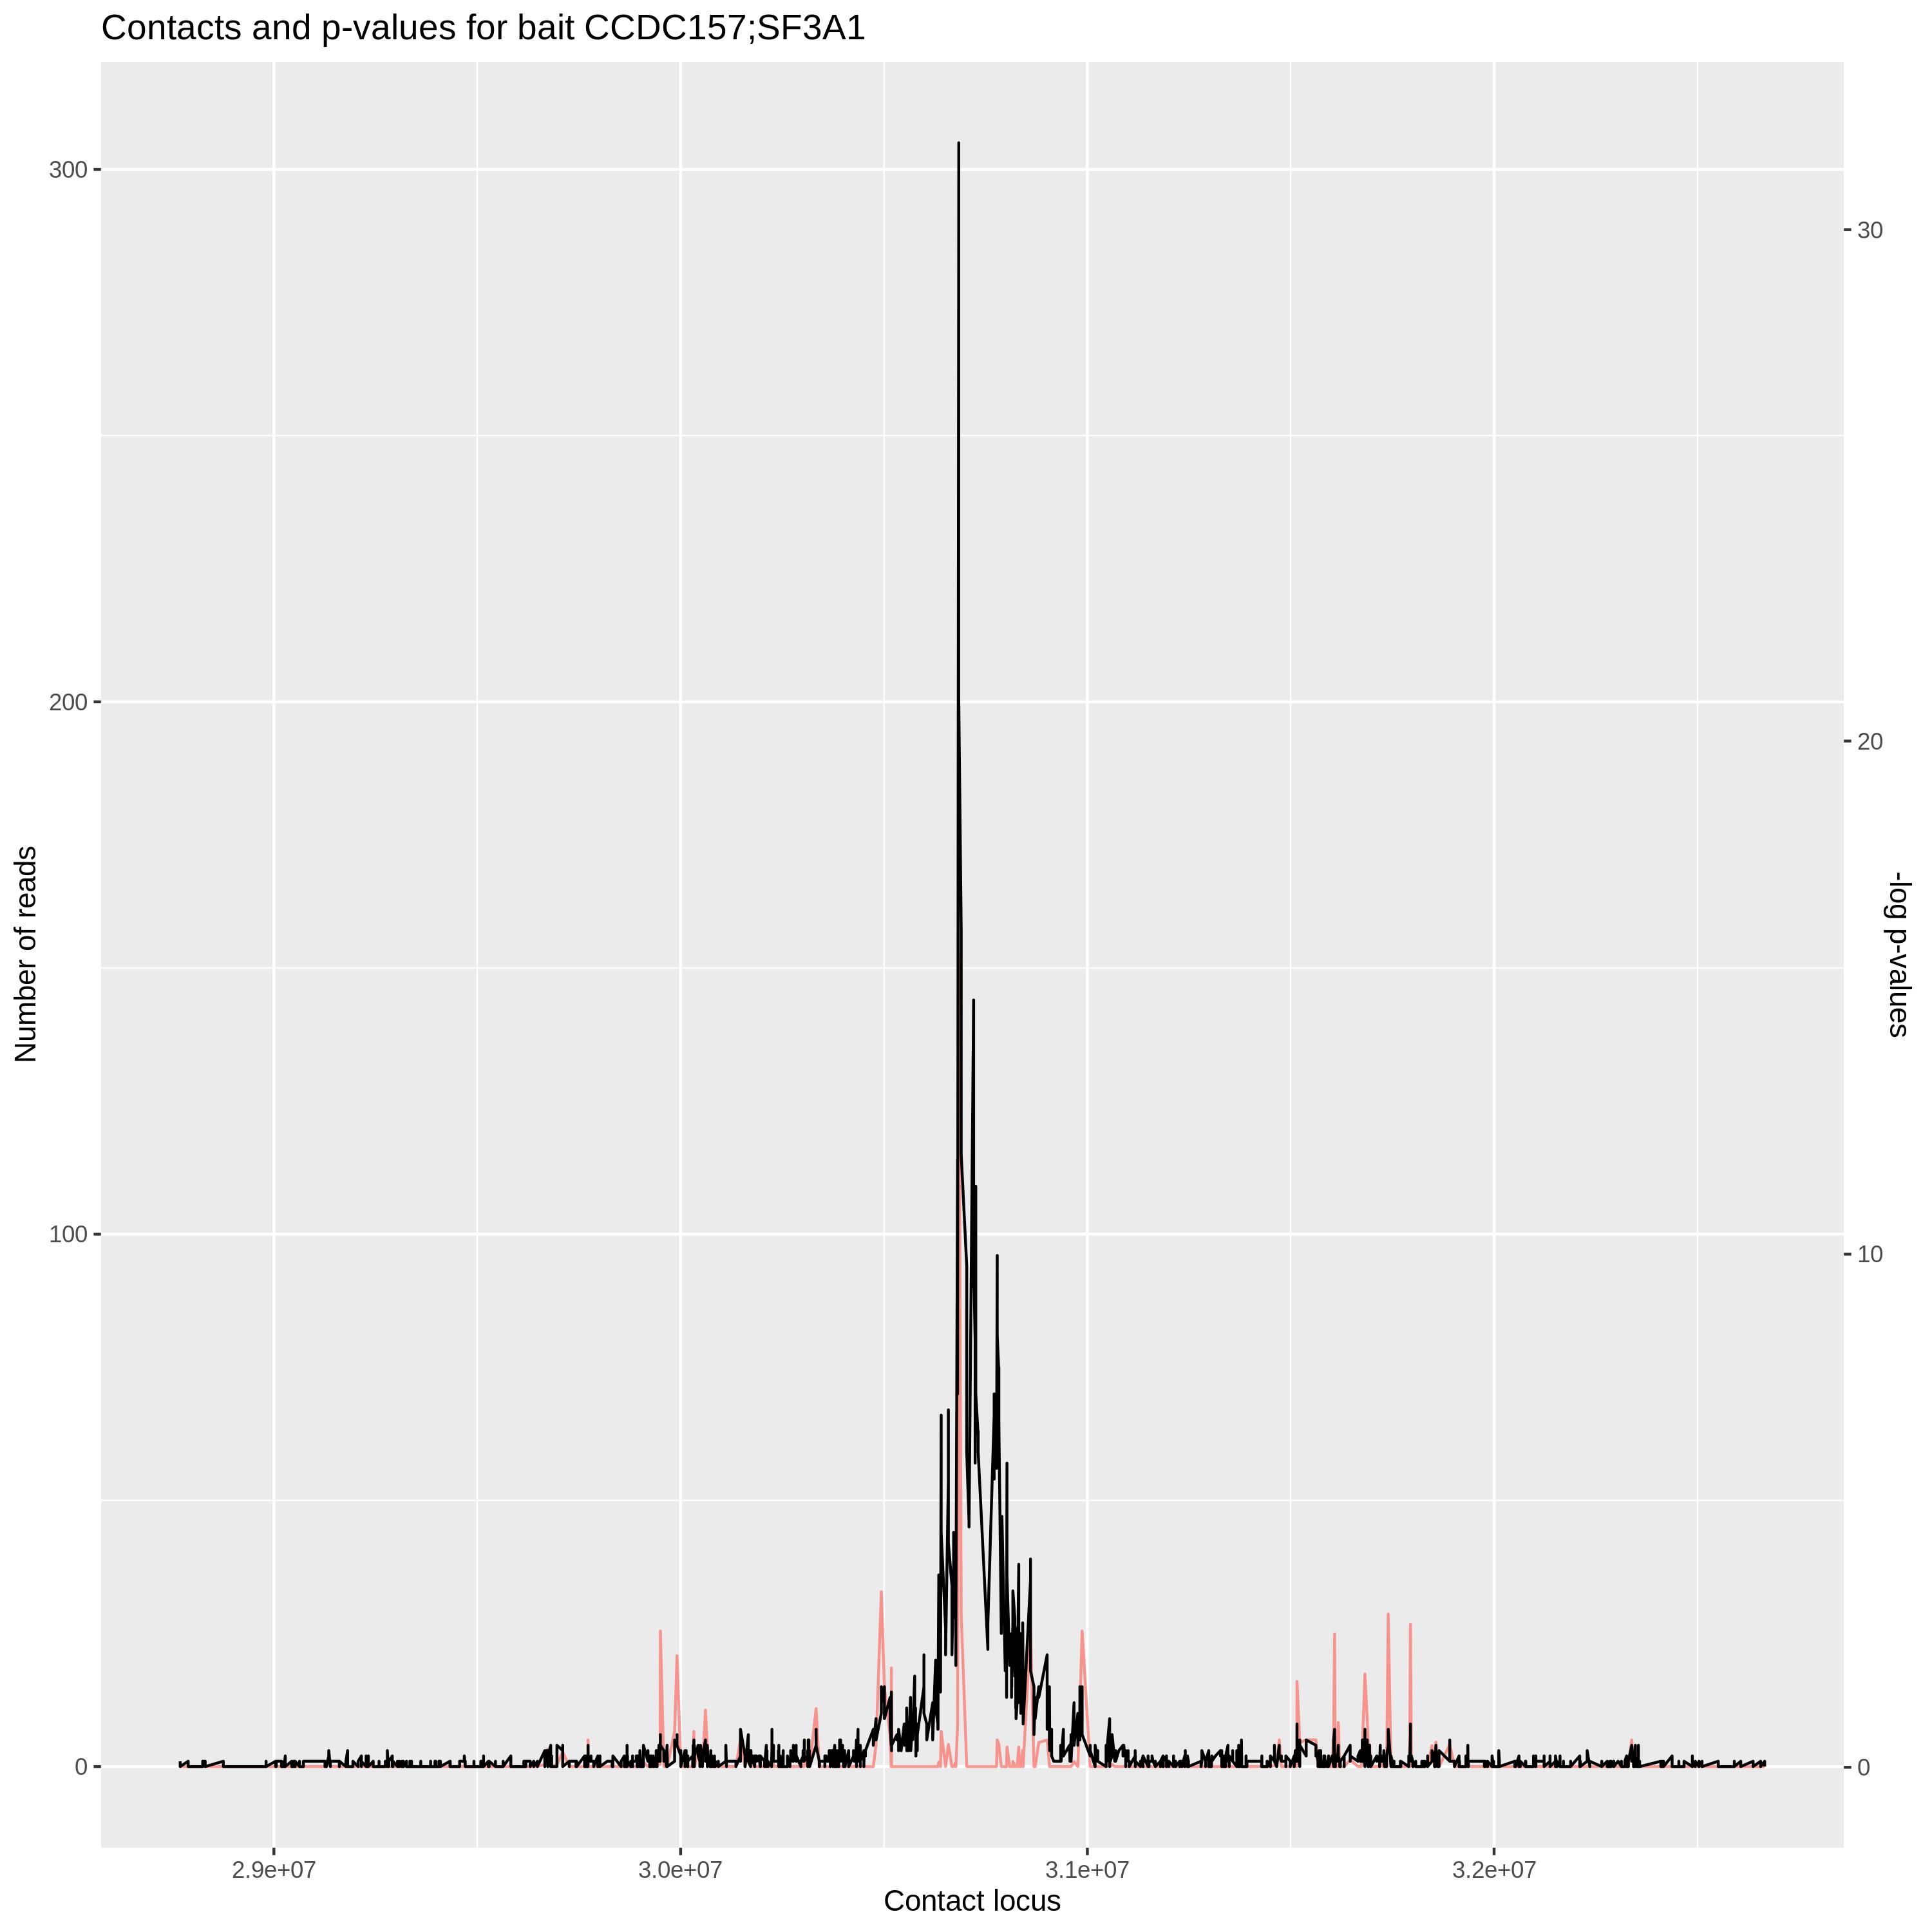 Contacts and p-values for bait CCDC157;SF3A1
300
200
100
0
Number of reads
30
20
10
0
-log p-values
2.9e+07
3.0e+07
3.1e+07
3.2e+07
Contact locus